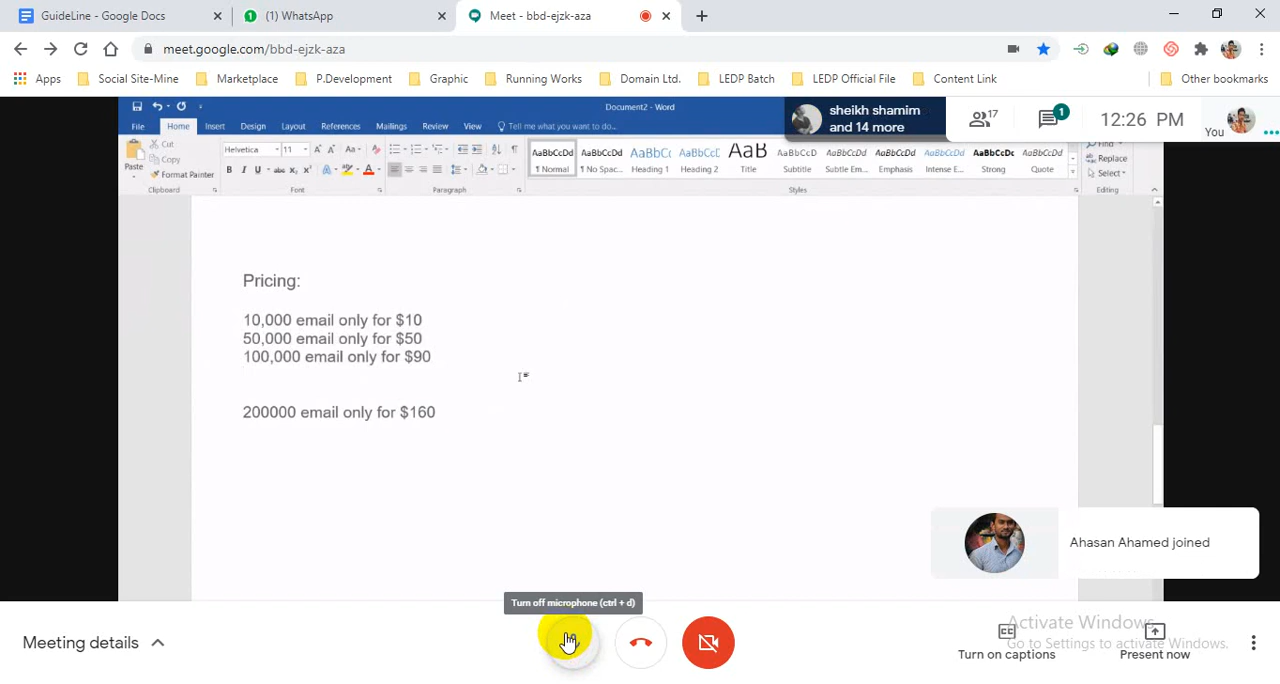 GuideLine - Google Docs
(1) WhatsApp
Meet - bbd-ejzk-aza
meet.google.com/bbd-ejzk-aza
Apps
Social Site-Mine
Marketplace
P.Development
Graphic
Running Works
Domain Ltd.
LEDP Batch
LEDP Official File
Content Link
Other bookmarks
Document2 - Word
File
Home
Insert
Design
Layout
References
Mailings
Review
View
Tell me what you want to do...
sheikh shamim
and 14 more
17
1
12:26 PM
You
Paste
Cut
Copy
Format Painter
Clipboard
Helvetica
11
Font
Paragraph
AaBbCcDd
¶ Normal
AaBbCcDd
¶ No Spac...
AaBbCc
Heading 1
AaBbCcD
Heading 2
AaB
Title
AaBbCcD
Subtitle
AaBbCcDd
Subtle Em...
AaBbCcDd
Emphasis
AaBbCcDd
Intense E...
AaBbCcDc
Strong
AaBbCcDd
Quote
Styles
Find
Replace
Select
Editing
Pricing:
10,000 email only for $10
50,000 email only for $50
100,000 email only for $90
200000 email only for $160
Ahasan Ahamed joined
Turn off microphone (ctrl + d)
Meeting details
Turn on captions
Present now
Activate Windows
Go to Settings to activate Windows.